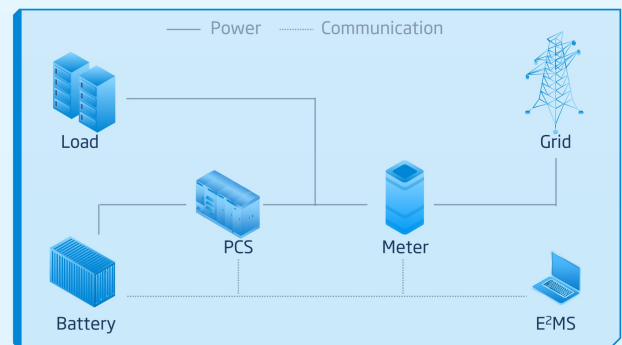 Power Communication
Load
Grid
PCS
Meter
Battery
E²MS